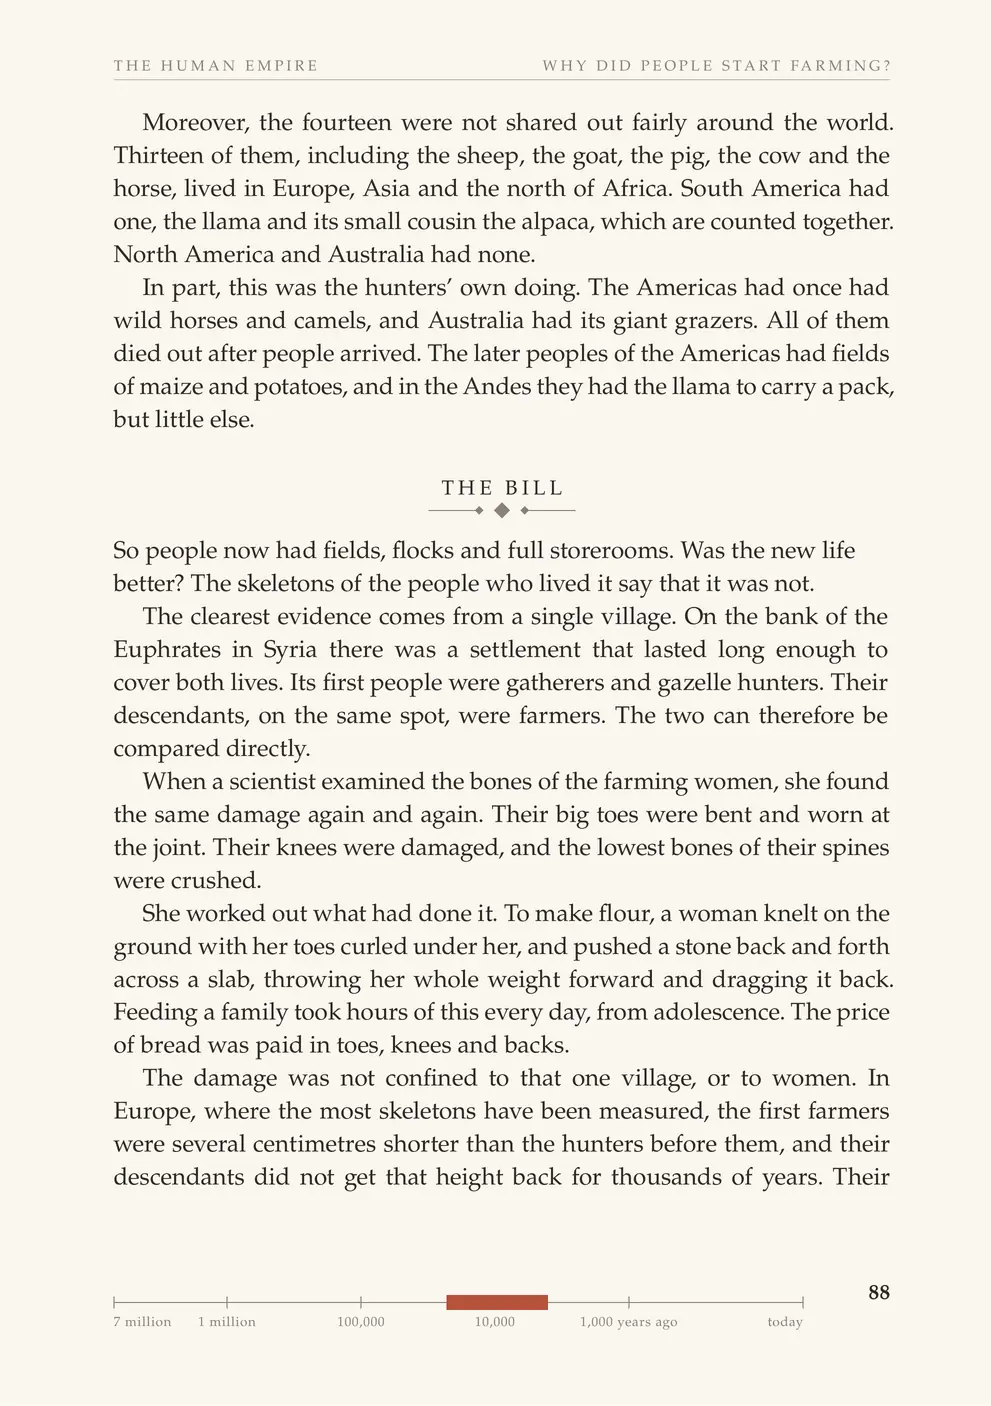 THE HUMAN EMPIRE
WHY DID PEOPLE START FARMING?
Moreover, the fourteen were not shared out fairly around the world.
Thirteen of them, including the sheep, the goat, the pig, the cow and the
horse, lived in Europe, Asia and the north of Africa. South America had
one, the llama and its small cousin the alpaca, which are counted together.
North America and Australia had none.
In part, this was the hunters’ own doing. The Americas had once had
wild horses and camels, and Australia had its giant grazers. All of them
died out after people arrived. The later peoples of the Americas had fields
of maize and potatoes, and in the Andes they had the llama to carry a pack,
but little else.
THE BILL
So people now had fields, flocks and full storerooms. Was the new life
better? The skeletons of the people who lived it say that it was not.
The clearest evidence comes from a single village. On the bank of the
Euphrates in Syria there was a settlement that lasted long enough to
cover both lives. Its first people were gatherers and gazelle hunters. Their
descendants, on the same spot, were farmers. The two can therefore be
compared directly.
When a scientist examined the bones of the farming women, she found
the same damage again and again. Their big toes were bent and worn at
the joint. Their knees were damaged, and the lowest bones of their spines
were crushed.
She worked out what had done it. To make flour, a woman knelt on the
ground with her toes curled under her, and pushed a stone back and forth
across a slab, throwing her whole weight forward and dragging it back.
Feeding a family took hours of this every day, from adolescence. The price
of bread was paid in toes, knees and backs.
The damage was not confined to that one village, or to women. In
Europe, where the most skeletons have been measured, the first farmers
were several centimetres shorter than the hunters before them, and their
descendants did not get that height back for thousands of years. Their
88
7 million 1 million 100,000 10,000 1,000 years ago today